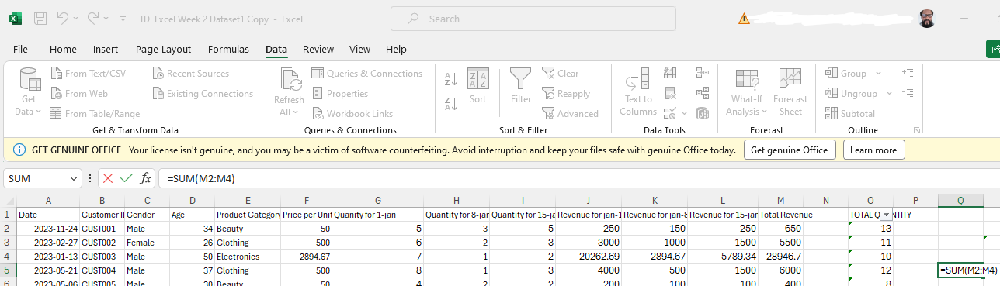 TDI Excel Week 2 Dataset1 Copy - Excel
Search
File Home Insert Page Layout Formulas Data Review View Help
Get Data
From Text/CSV
From Web
From Table/Range
Recent Sources
Existing Connections
Get & Transform Data
Refresh All
Queries & Connections
Properties
Workbook Links
Queries & Connections
Sort
Filter
Clear
Reapply
Advanced
Sort & Filter
Text to Columns
Data Tools
What-If Analysis
Forecast Sheet
Forecast
Group
Ungroup
Subtotal
Outline
GET GENUINE OFFICE Your license isn't genuine, and you may be a victim of software counterfeiting. Avoid interruption and keep your files safe with genuine Office today. Get genuine Office Learn more
SUM fx =SUM(M2:M4)
A B C D E F G H I J K L M N O P Q
1 Date Customer I Gender Age Product Category Price per Unit Quanity for 1-jan Quantity for 8-jan Quantity for 15-ja Revenue for jan-1 Revenue for jan-8 Revenue for 15-jan Total Revenue TOTAL Q NTITY
2 2023-11-24 CUST001 Male 34 Beauty 50 5 3 5 250 150 250 650 13
3 2023-02-27 CUST002 Female 26 Clothing 500 6 2 3 3000 1000 1500 5500 11
4 2023-01-13 CUST003 Male 50 Electronics 2894.67 7 1 2 20262.69 2894.67 5789.34 28946.7 10
5 2023-05-21 CUST004 Male 37 Clothing 500 8 1 3 4000 500 1500 6000 12 =SUM(M2:M4)
6 2023-05-06 CUST005 Male 30 Beauty 50 4 2 2 200 100 100 400 8